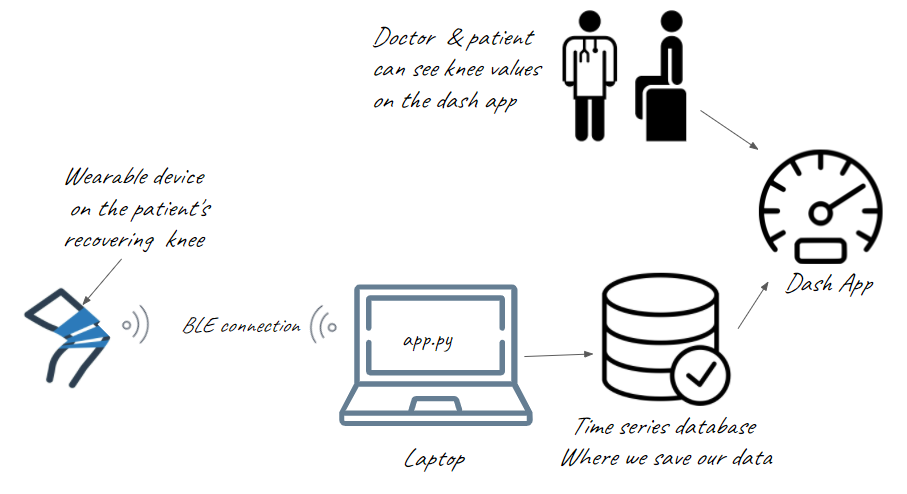 Doctor & patient
can see knee values
on the dash app
Wearable device
on the patient's
recovering knee
Dash App
BLE connection
app.py
Time series database
Where we save our data
Laptop